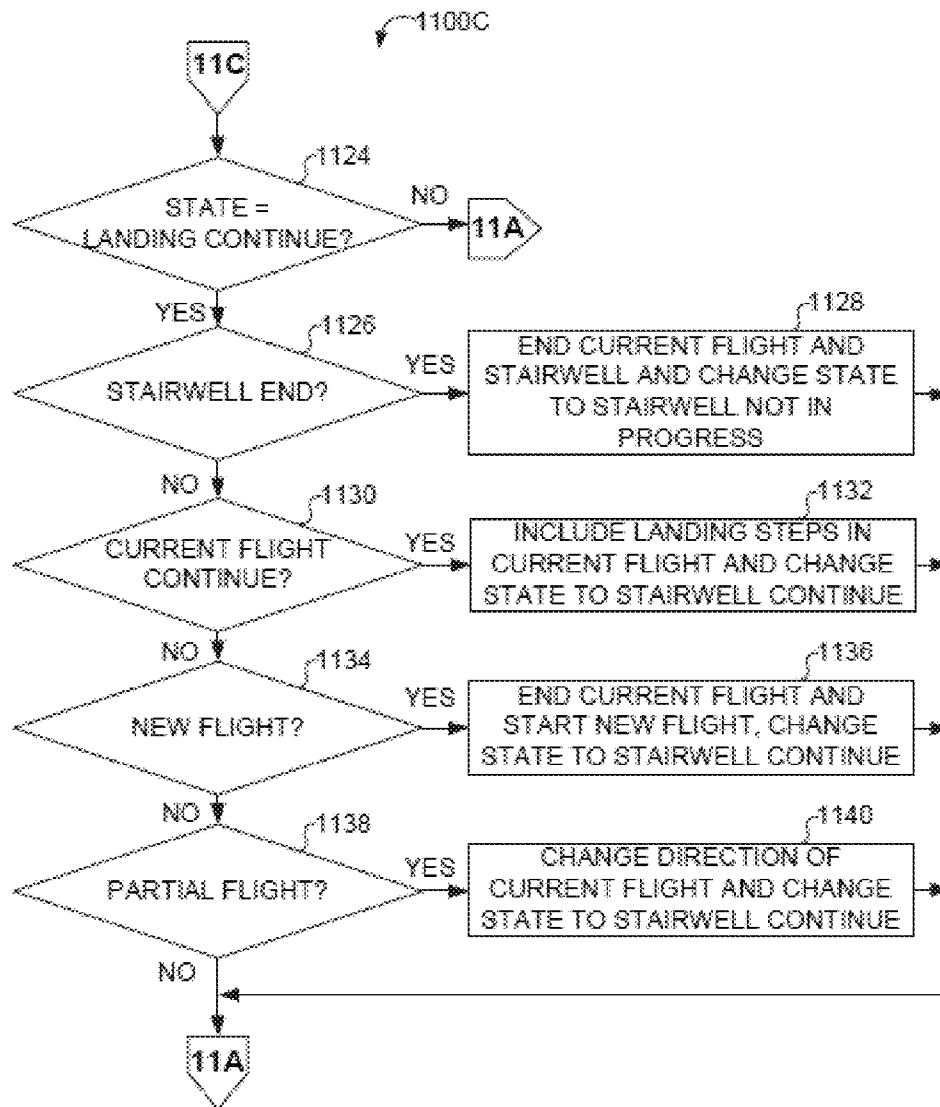 1100C
11C
1124
STATE =
LANDING CONTINUE?
NO
11A
YES
1126
STAIRWELL END?
YES
1128
END CURRENT FLIGHT AND
STAIRWELL AND CHANGE STATE
TO STAIRWELL NOT IN
PROGRESS
NO
1130
CURRENT FLIGHT
CONTINUE?
YES
1132
INCLUDE LANDING STEPS IN
CURRENT FLIGHT AND CHANGE
STATE TO STAIRWELL CONTINUE
NO
1134
NEW FLIGHT?
YES
1136
END CURRENT FLIGHT AND
START NEW FLIGHT, CHANGE
STATE TO STAIRWELL CONTINUE
NO
1138
PARTIAL FLIGHT?
YES
1140
CHANGE DIRECTION OF
CURRENT FLIGHT AND CHANGE
STATE TO STAIRWELL CONTINUE
NO
11A